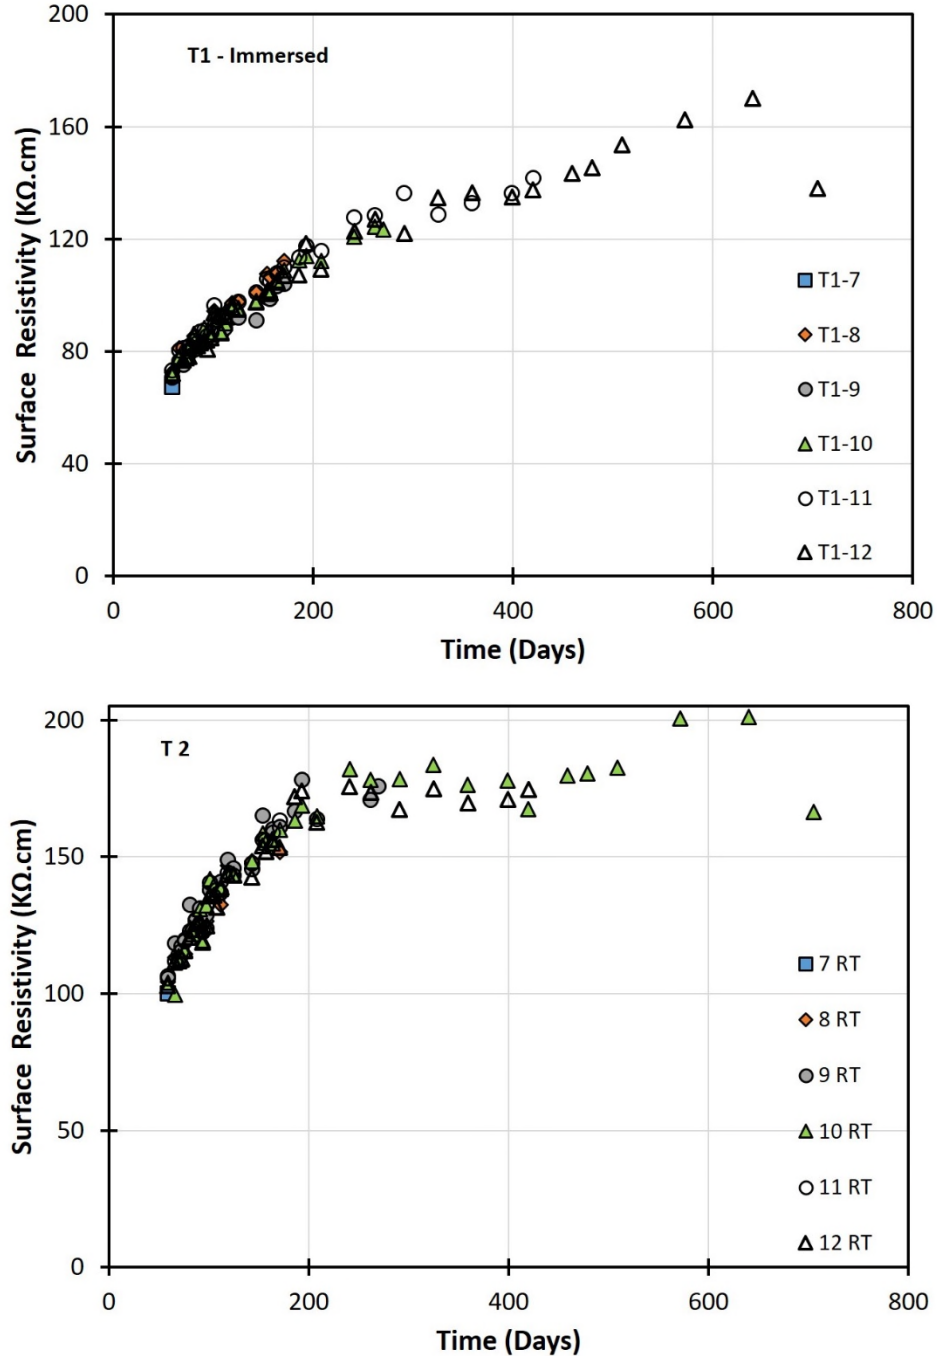 200
T1 - Immersed
160
120
80
40
0
Surface Resistivity (KΩ.cm)
T1-7
T1-8
T1-9
T1-10
T1-11
T1-12
0 200 400 600 800
Time (Days)
200
T 2
150
100
50
0
Surface Resistivity (KΩ.cm)
7 RT
8 RT
9 RT
10 RT
11 RT
12 RT
0 200 400 600 800
Time (Days)